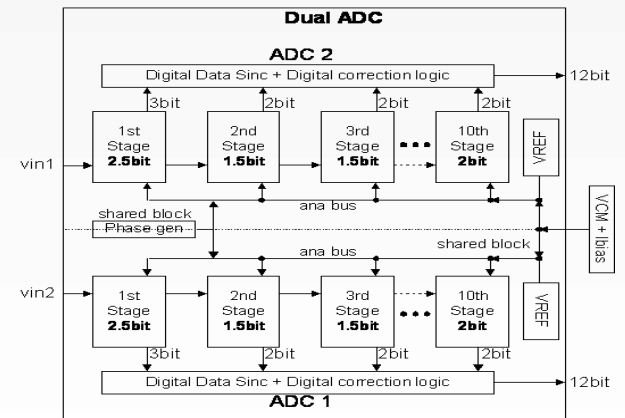 Dual ADC
ADC 2
Digital Data Sinc + Digital correction logic
12bit
3bit
2bit
2bit
2bit
1st
Stage
2.5bit
2nd
Stage
1.5bit
3rd
Stage
1.5bit
10th
Stage
2bit
vin1
VREF
ana bus
shared block
Phase gen
VCM + Ibias
ana bus
shared block
vin2
1st
Stage
2.5bit
2nd
Stage
1.5bit
3rd
Stage
1.5bit
10th
Stage
2bit
VREF
3bit
2bit
2bit
2bit
Digital Data Sinc + Digital correction logic
12bit
ADC 1